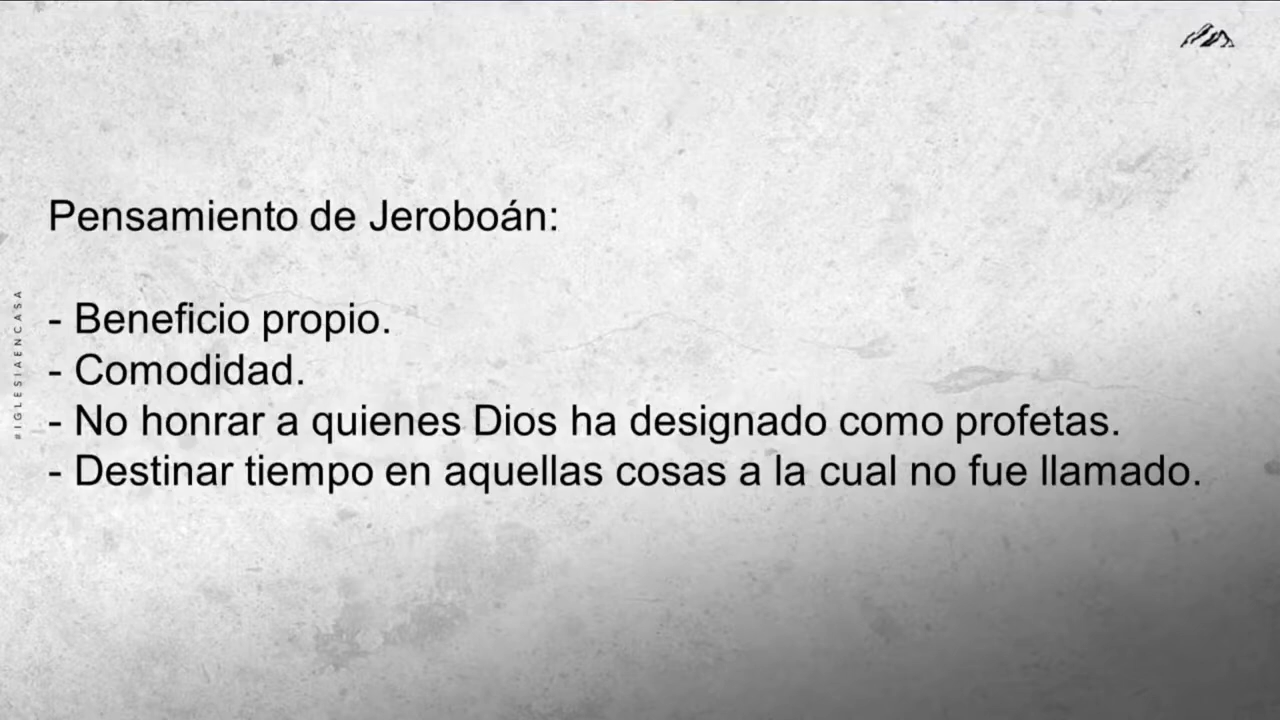 Pensamiento de Jeroboán:
- Beneficio propio.
- Comodidad.
- No honrar a quienes Dios ha designado como profetas.
- Destinar tiempo en aquellas cosas a la cual no fue llamado.
#IGLESIAENCASA